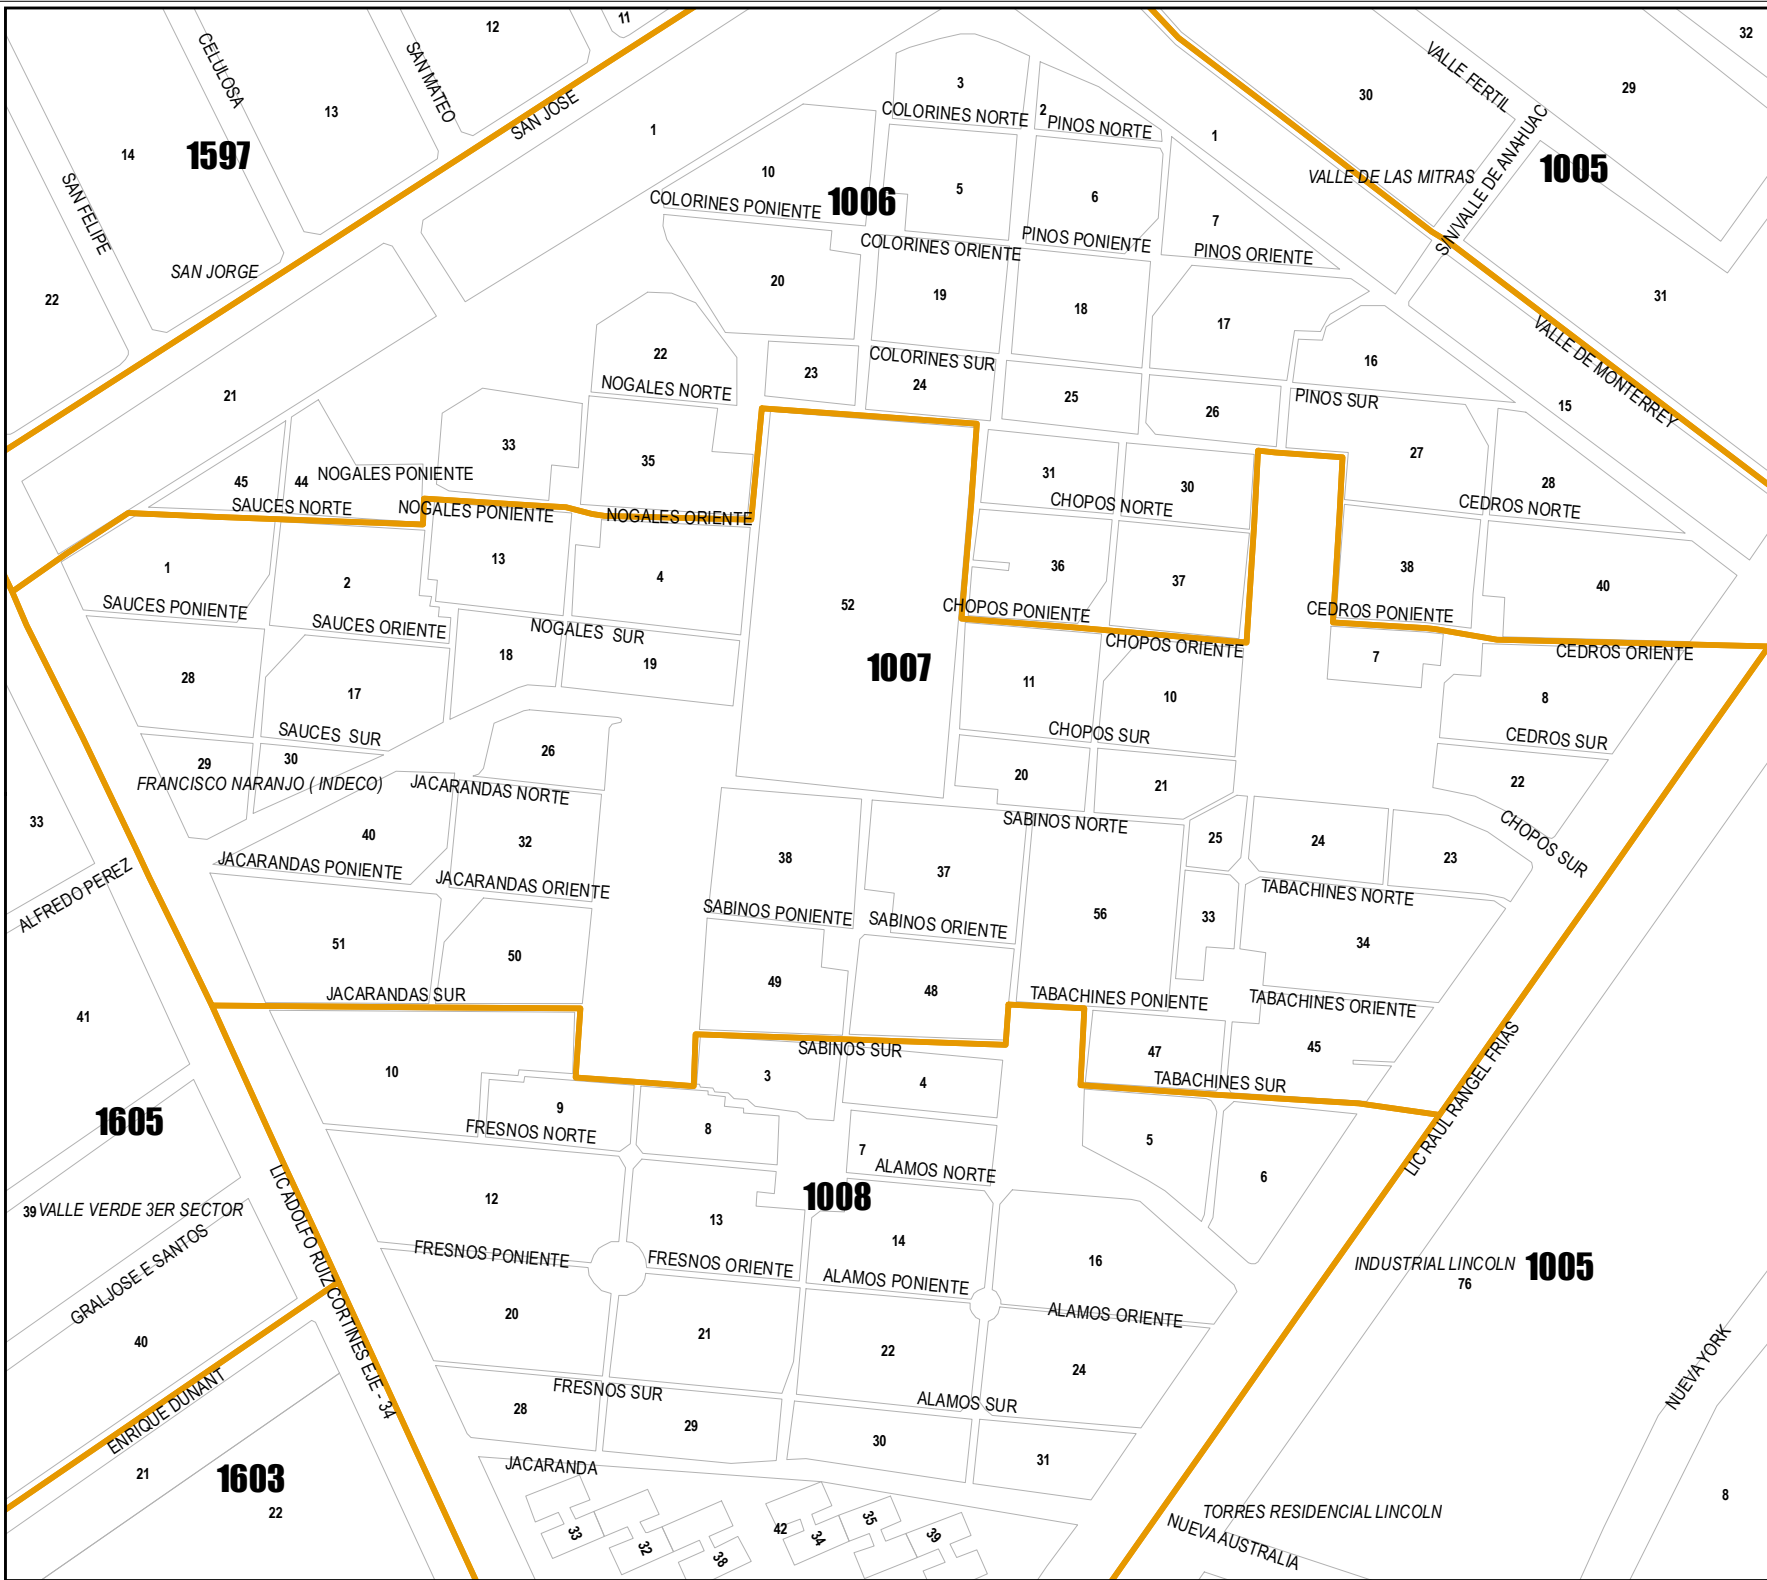 12
11
32
CELULOSA
SAN MATEO
VALLE FERTIL
29
3
30
COLORINES NORTE
2
PINOS NORTE
SAN JOSE
13
1
1
14
1597
VALLE DE LAS MITRAS
1005
S/N/VALLE DE ANAHUAC
10
5
6
COLORINES PONIENTE
1006
SAN FELIPE
7
PINOS PONIENTE
PINOS ORIENTE
COLORINES ORIENTE
SAN JORGE
20
19
18
17
22
31
VALLE DE MONTERREY
22
COLORINES SUR
16
23
24
NOGALES NORTE
21
25
26
PINOS SUR
15
33
35
27
45
44
NOGALES PONIENTE
31
30
28
SAUCES NORTE
NOGALES PONIENTE
NOGALES ORIENTE
CHOPOS NORTE
CEDROS NORTE
1
2
13
4
52
36
37
38
40
SAUCES PONIENTE
SAUCES ORIENTE
NOGALES SUR
CHOPOS PONIENTE
CEDROS PONIENTE
CHOPOS ORIENTE
CEDROS ORIENTE
28
17
18
19
1007
11
10
7
8
SAUCES SUR
CHOPOS SUR
CEDROS SUR
29
30
26
20
21
22
FRANCISCO NARANJO ( INDECO)
JACARANDAS NORTE
SABINOS NORTE
CHOPOS SUR
33
40
32
38
37
25
24
23
JACARANDAS PONIENTE
JACARANDAS ORIENTE
TABACHINES NORTE
ALFREDO PEREZ
SABINOS PONIENTE
SABINOS ORIENTE
56
33
34
51
50
49
48
JACARANDAS SUR
TABACHINES PONIENTE
TABACHINES ORIENTE
41
SABINOS SUR
47
45
10
3
4
TABACHINES SUR
LIC RAUL RANGEL FRIAS
1605
9
8
FRESNOS NORTE
7
ALAMOS NORTE
5
6
LIC ADOLFO RUIZ CORTINES EJE - 34
39
VALLE VERDE 3ER SECTOR
12
13
1008
14
16
GRAL JOSE E SANTOS
FRESNOS PONIENTE
FRESNOS ORIENTE
ALAMOS PONIENTE
INDUSTRIAL LINCOLN
1005
76
ALAMOS ORIENTE
20
21
22
24
40
NUEVA YORK
ENRIQUE DUNANT
FRESNOS SUR
ALAMOS SUR
28
29
30
31
JACARANDA
21
1603
22
TORRES RESIDENCIAL LINCOLN
NUEVA AUSTRALIA
8
33
32
38
42
34
35
39